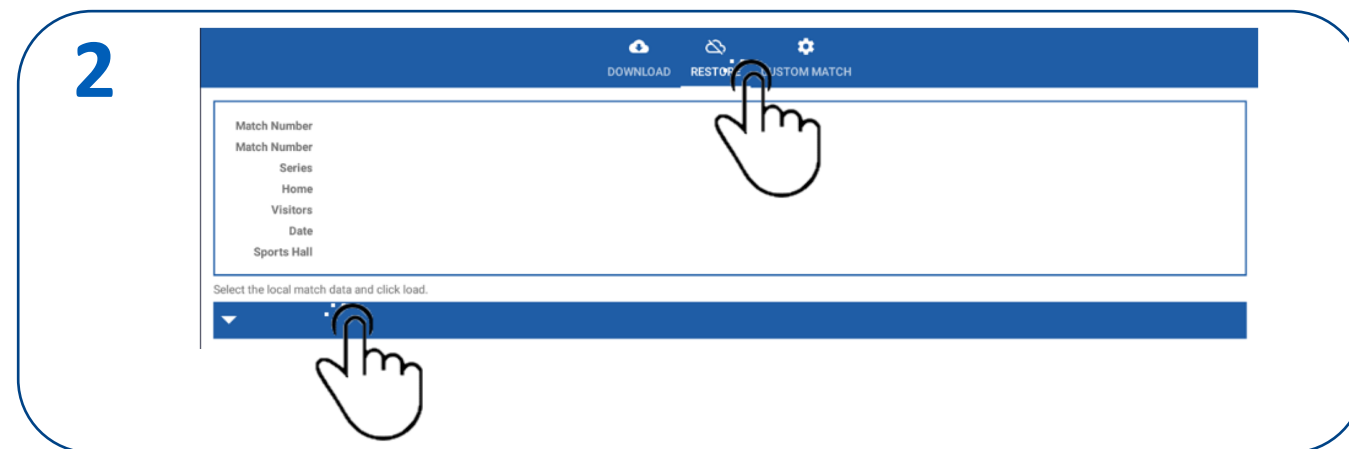 2
DOWNLOAD RESTORE CUSTOM MATCH
Match Number
Match Number
Series
Home
Visitors
Date
Sports Hall
Select the local match data and click load.